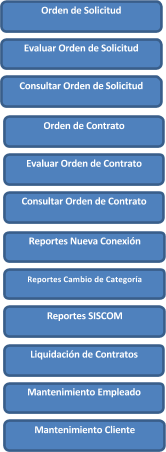 Orden de Solicitud
Evaluar Orden de Solicitud
Consultar Orden de Solicitud
Orden de Contrato
Evaluar Orden de Contrato
Consultar Orden de Contrato
Reportes Nueva Conexión
Reportes Cambio de Categoría
Reportes SISCOM
Liquidación de Contratos
Mantenimiento Empleado
Mantenimiento Cliente